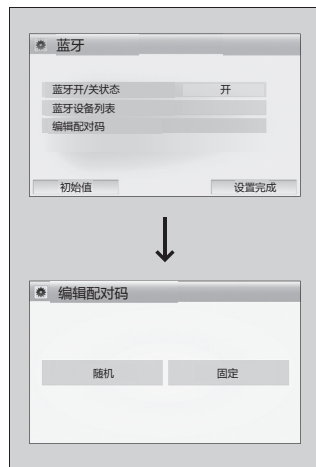 蓝牙
蓝牙开/关状态 开
蓝牙设备列表
编辑配对码
初始值 设置完成
编辑配对码
随机 固定